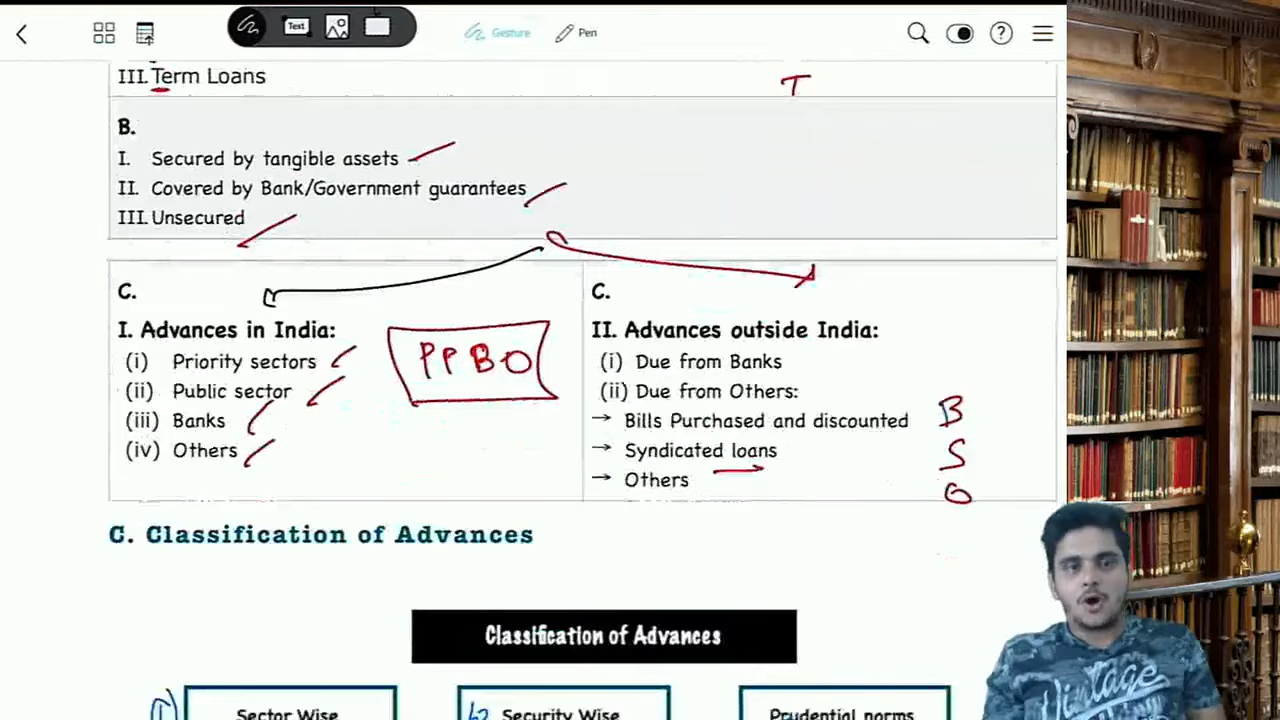 Text
Gesture
Pen
?
III. Term Loans
T
B.
I. Secured by tangible assets
II. Covered by Bank/Government guarantees
III. Unsecured
C.
I. Advances in India:
(i) Priority sectors
(ii) Public sector
(iii) Banks
(iv) Others
PPBO
C.
II. Advances outside India:
(i) Due from Banks
(ii) Due from Others:
→ Bills Purchased and discounted
B
→ Syndicated loans
S
→ Others
O
C. Classification of Advances
Classification of Advances
Sector Wise
Security Wise
Prudential norms
Vintage